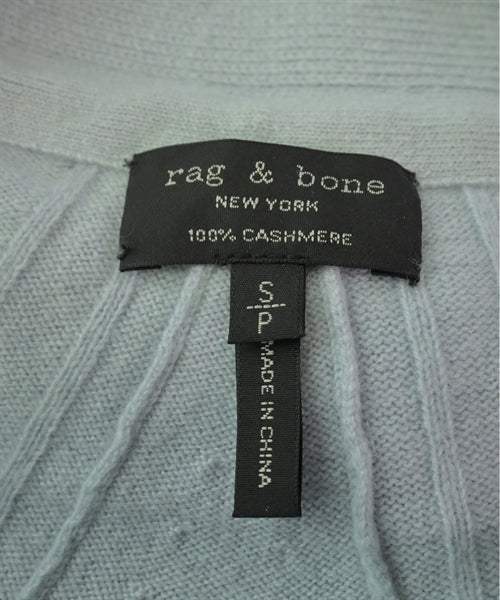 rag & bone
NEW YORK
100% CASHMERE
S/P
MADE IN CHINA